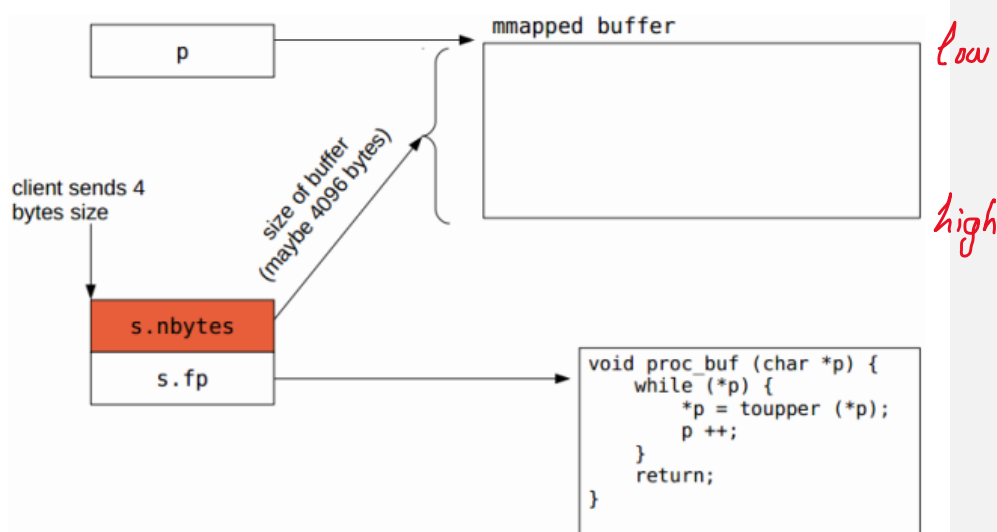 mmapped buffer
p
low
size of buffer
(maybe 4096 bytes)
client sends 4
bytes size
high
s.nbytes
s.fp
void proc_buf (char *p) {
    while (*p) {
        *p = toupper (*p);
        p ++;
    }
    return;
}